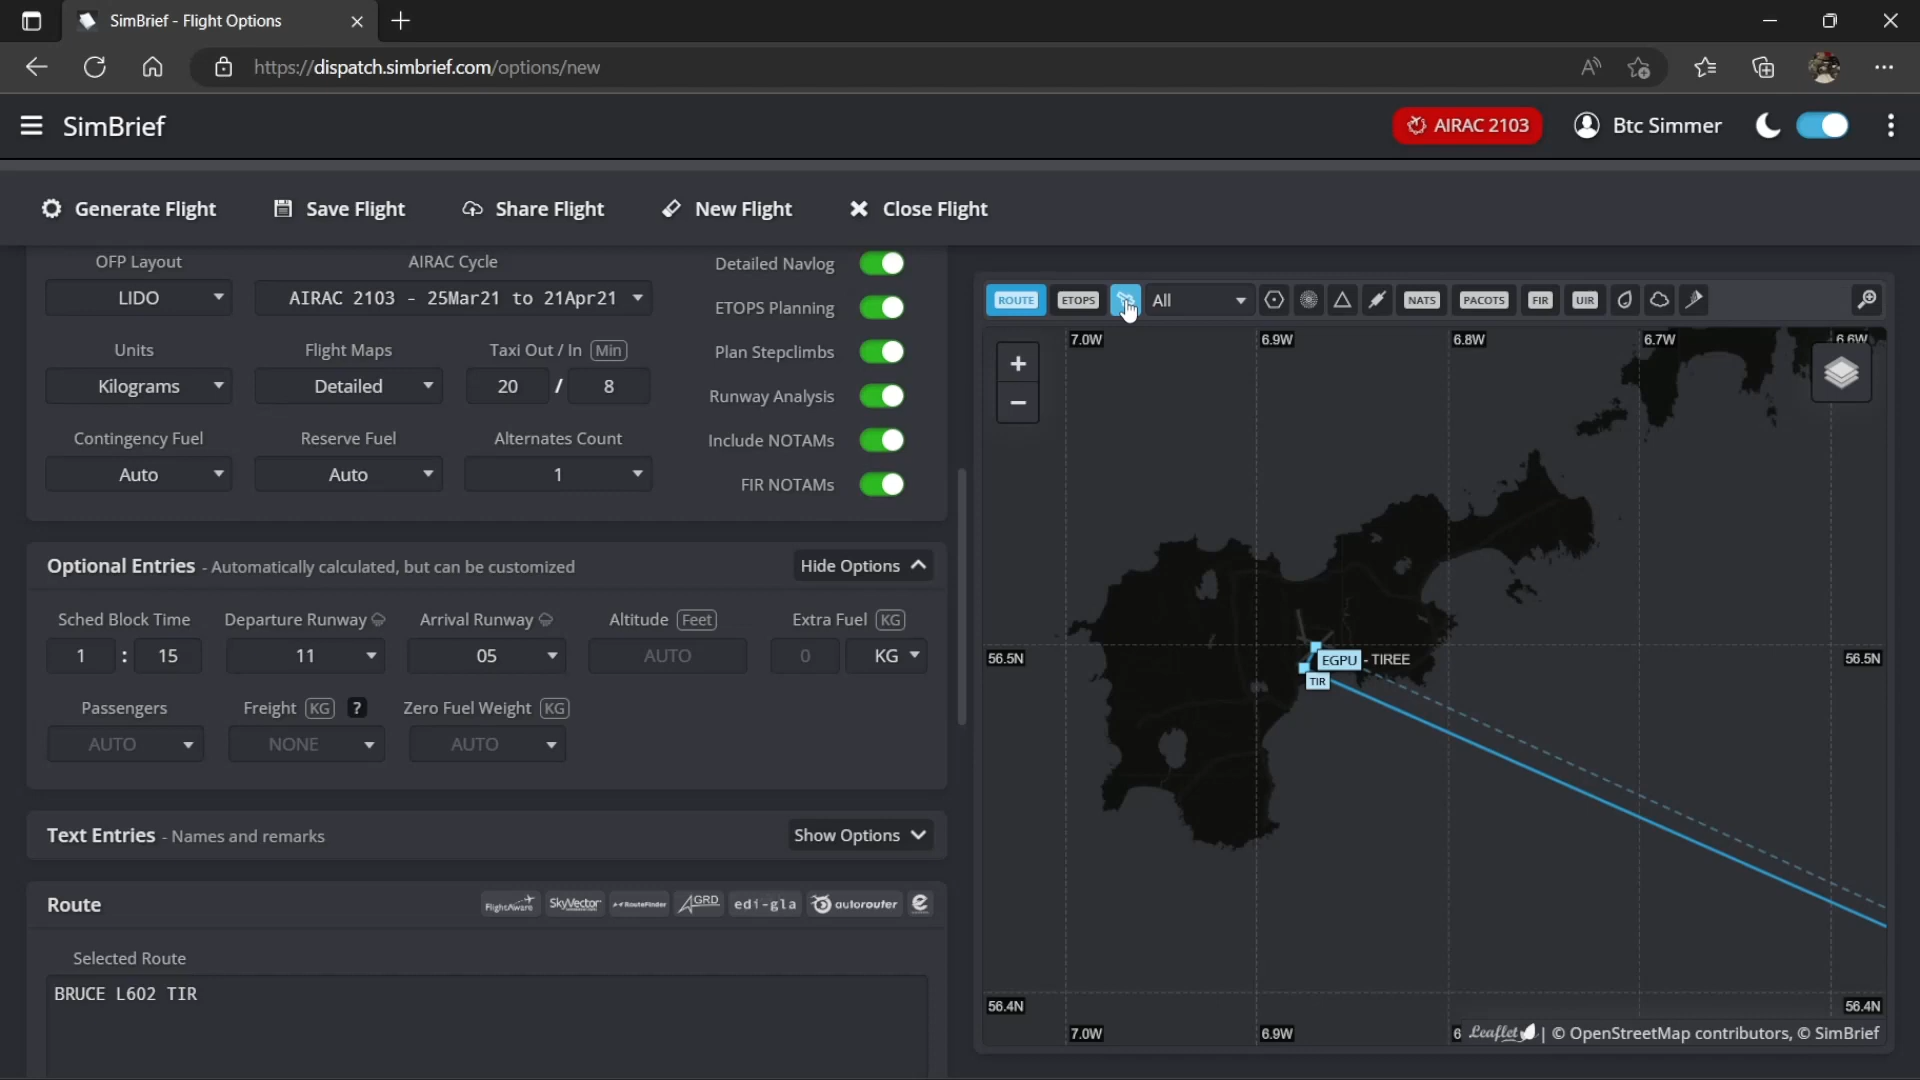 SimBrief - Flight Options
https://dispatch.simbrief.com/options/new
SimBrief
AIRAC 2103
Btc Simmer
Generate Flight
Save Flight
Share Flight
New Flight
Close Flight
OFP Layout
AIRAC Cycle
Detailed Navlog
LIDO
AIRAC 2103 - 25Mar21 to 21Apr21
ETOPS Planning
Units
Flight Maps
Taxi Out / In Min
Plan Stepclimbs
Kilograms
Detailed
20 / 8
Runway Analysis
Contingency Fuel
Reserve Fuel
Alternates Count
Include NOTAMs
Auto
Auto
1
FIR NOTAMs
Optional Entries - Automatically calculated, but can be customized
Hide Options
Sched Block Time
Departure Runway
Arrival Runway
Altitude Feet
Extra Fuel KG
1 : 15
11
05
AUTO
0
KG
Passengers
Freight KG ?
Zero Fuel Weight KG
AUTO
NONE
AUTO
Text Entries - Names and remarks
Show Options
Route
FlightAware
SkyVector
RouteFinder
GRD
edi-gla
autorouter
Selected Route
BRUCE L602 TIR
ROUTE
ETOPS
All
NATS
PACOTS
FIR
UIR
7.0W
6.9W
6.8W
6.7W
6.6W
+
−
56.5N
EGPU - TIREE
56.5N
TIR
56.4N
56.4N
7.0W
6.9W
6
Leaflet | © OpenStreetMap contributors, © SimBrief